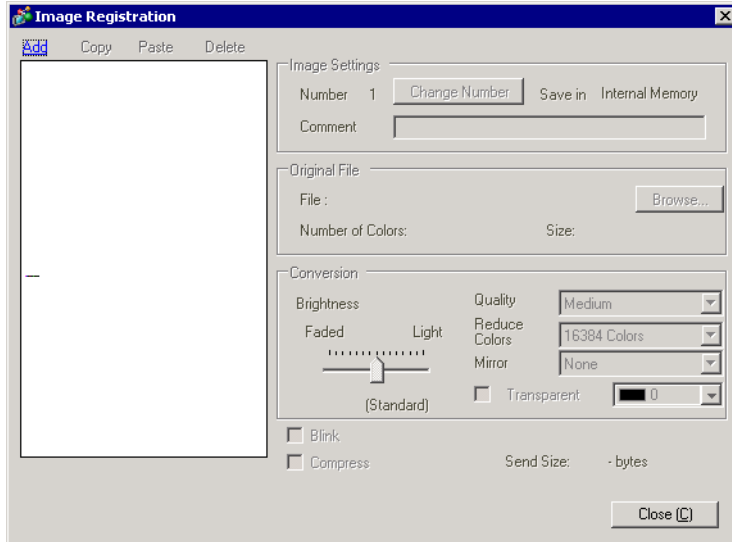 Image Registration
Add Copy Paste Delete
Image Settings
Number 1 Change Number Save in Internal Memory
Comment
Original File
File : Browse...
Number of Colors: Size:
Conversion
Brightness Quality Medium
Faded Light Reduce Colors 16384 Colors
Mirror None
(Standard) Transparent 0
Blink
Compress Send Size: - bytes
Close (C)